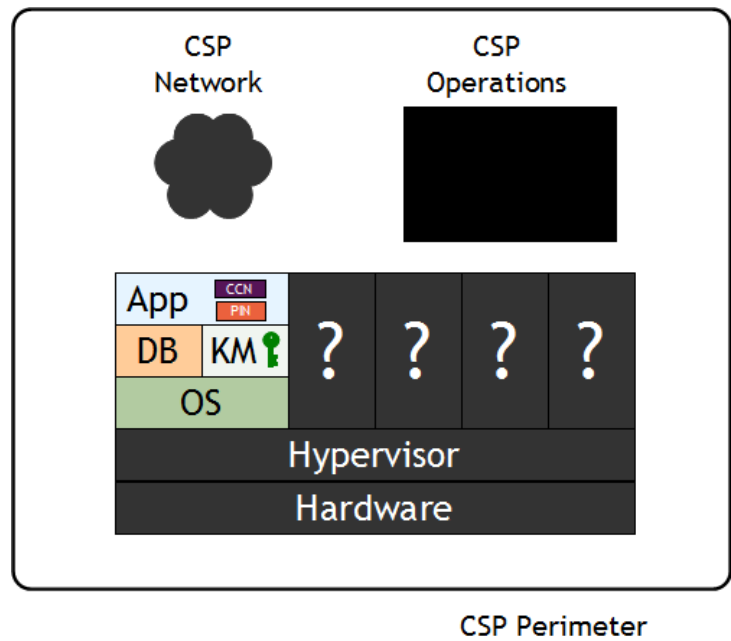 CSP
Network
CSP
Operations
App
CCN
PIN
DB
KM
OS
?
?
?
?
Hypervisor
Hardware
CSP Perimeter